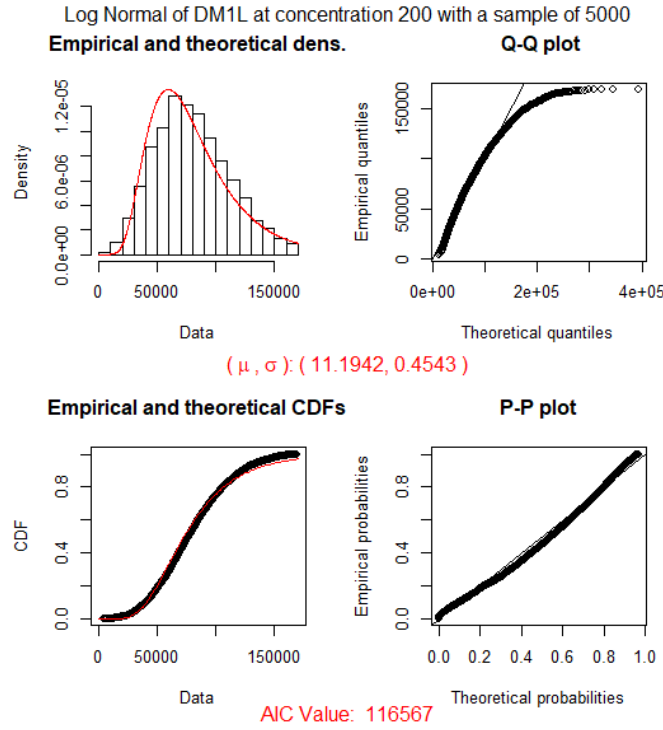 Log Normal of DM1L at concentration 200 with a sample of 5000
Empirical and theoretical dens.
Density
0.0e+00 6.0e-06 1.2e-05
0 50000 150000
Data
Q-Q plot
Empirical quantiles
0 50000 150000
0e+00 2e+05 4e+05
Theoretical quantiles
( μ , σ ): ( 11.1942, 0.4543 )
Empirical and theoretical CDFs
CDF
0.0 0.4 0.8
0 50000 150000
Data
P-P plot
Empirical probabilities
0.0 0.4 0.8
0.0 0.2 0.4 0.6 0.8 1.0
Theoretical probabilities
AIC Value: 116567